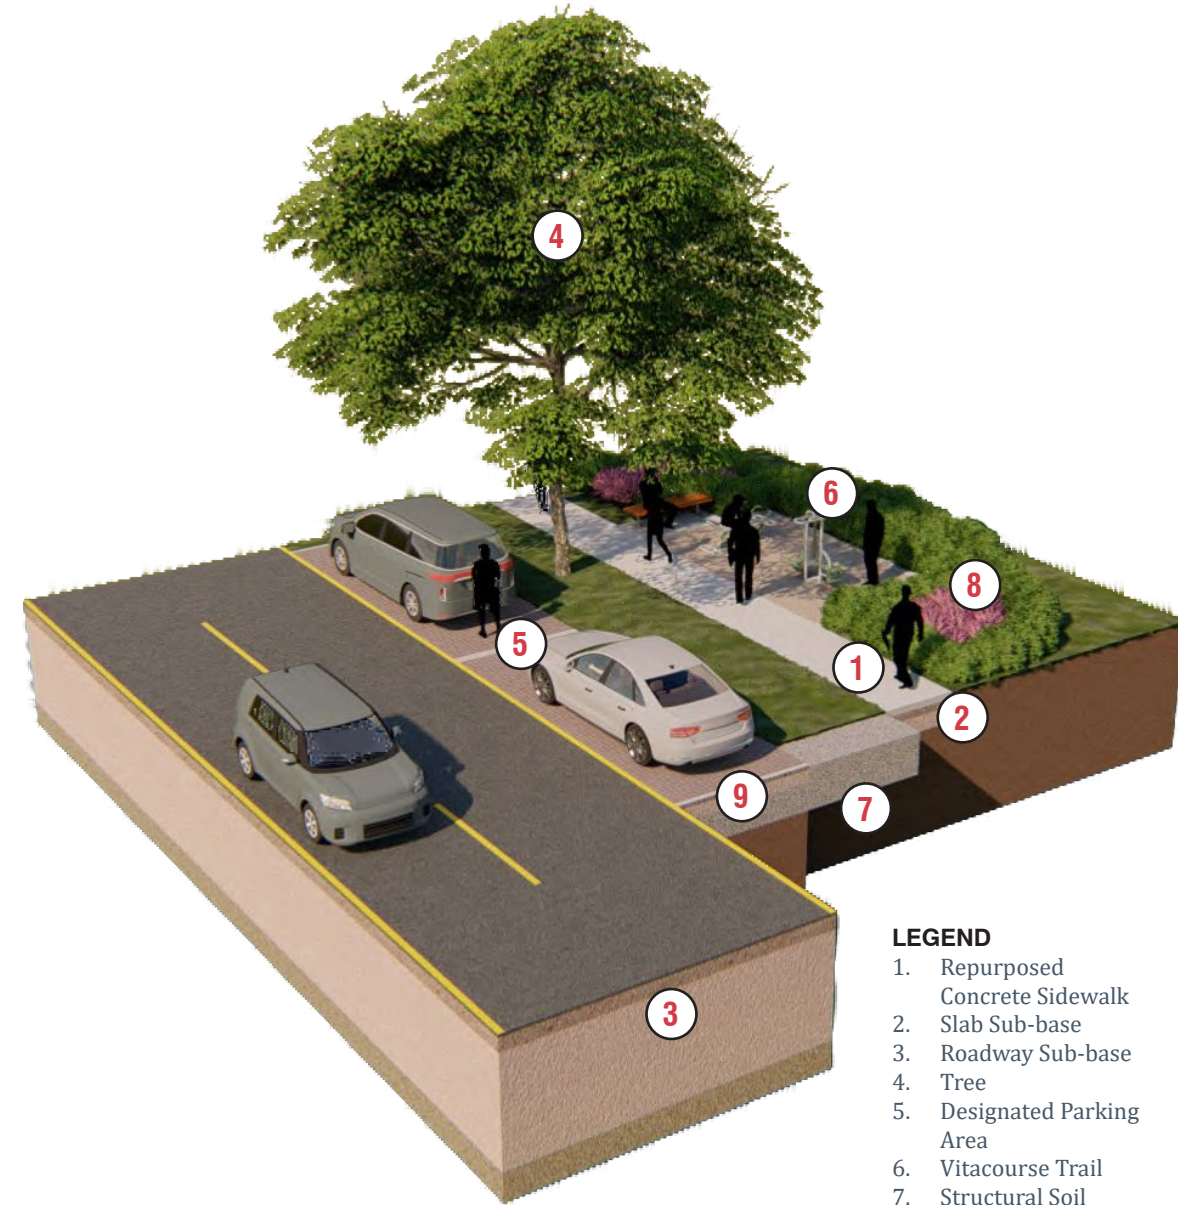 4
6
8
5
1
2
9
7
3
LEGEND
1. Repurposed
Concrete Sidewalk
2. Slab Sub-base
3. Roadway Sub-base
4. Tree
5. Designated Parking
Area
6. Vitacourse Trail
7. Structural Soil